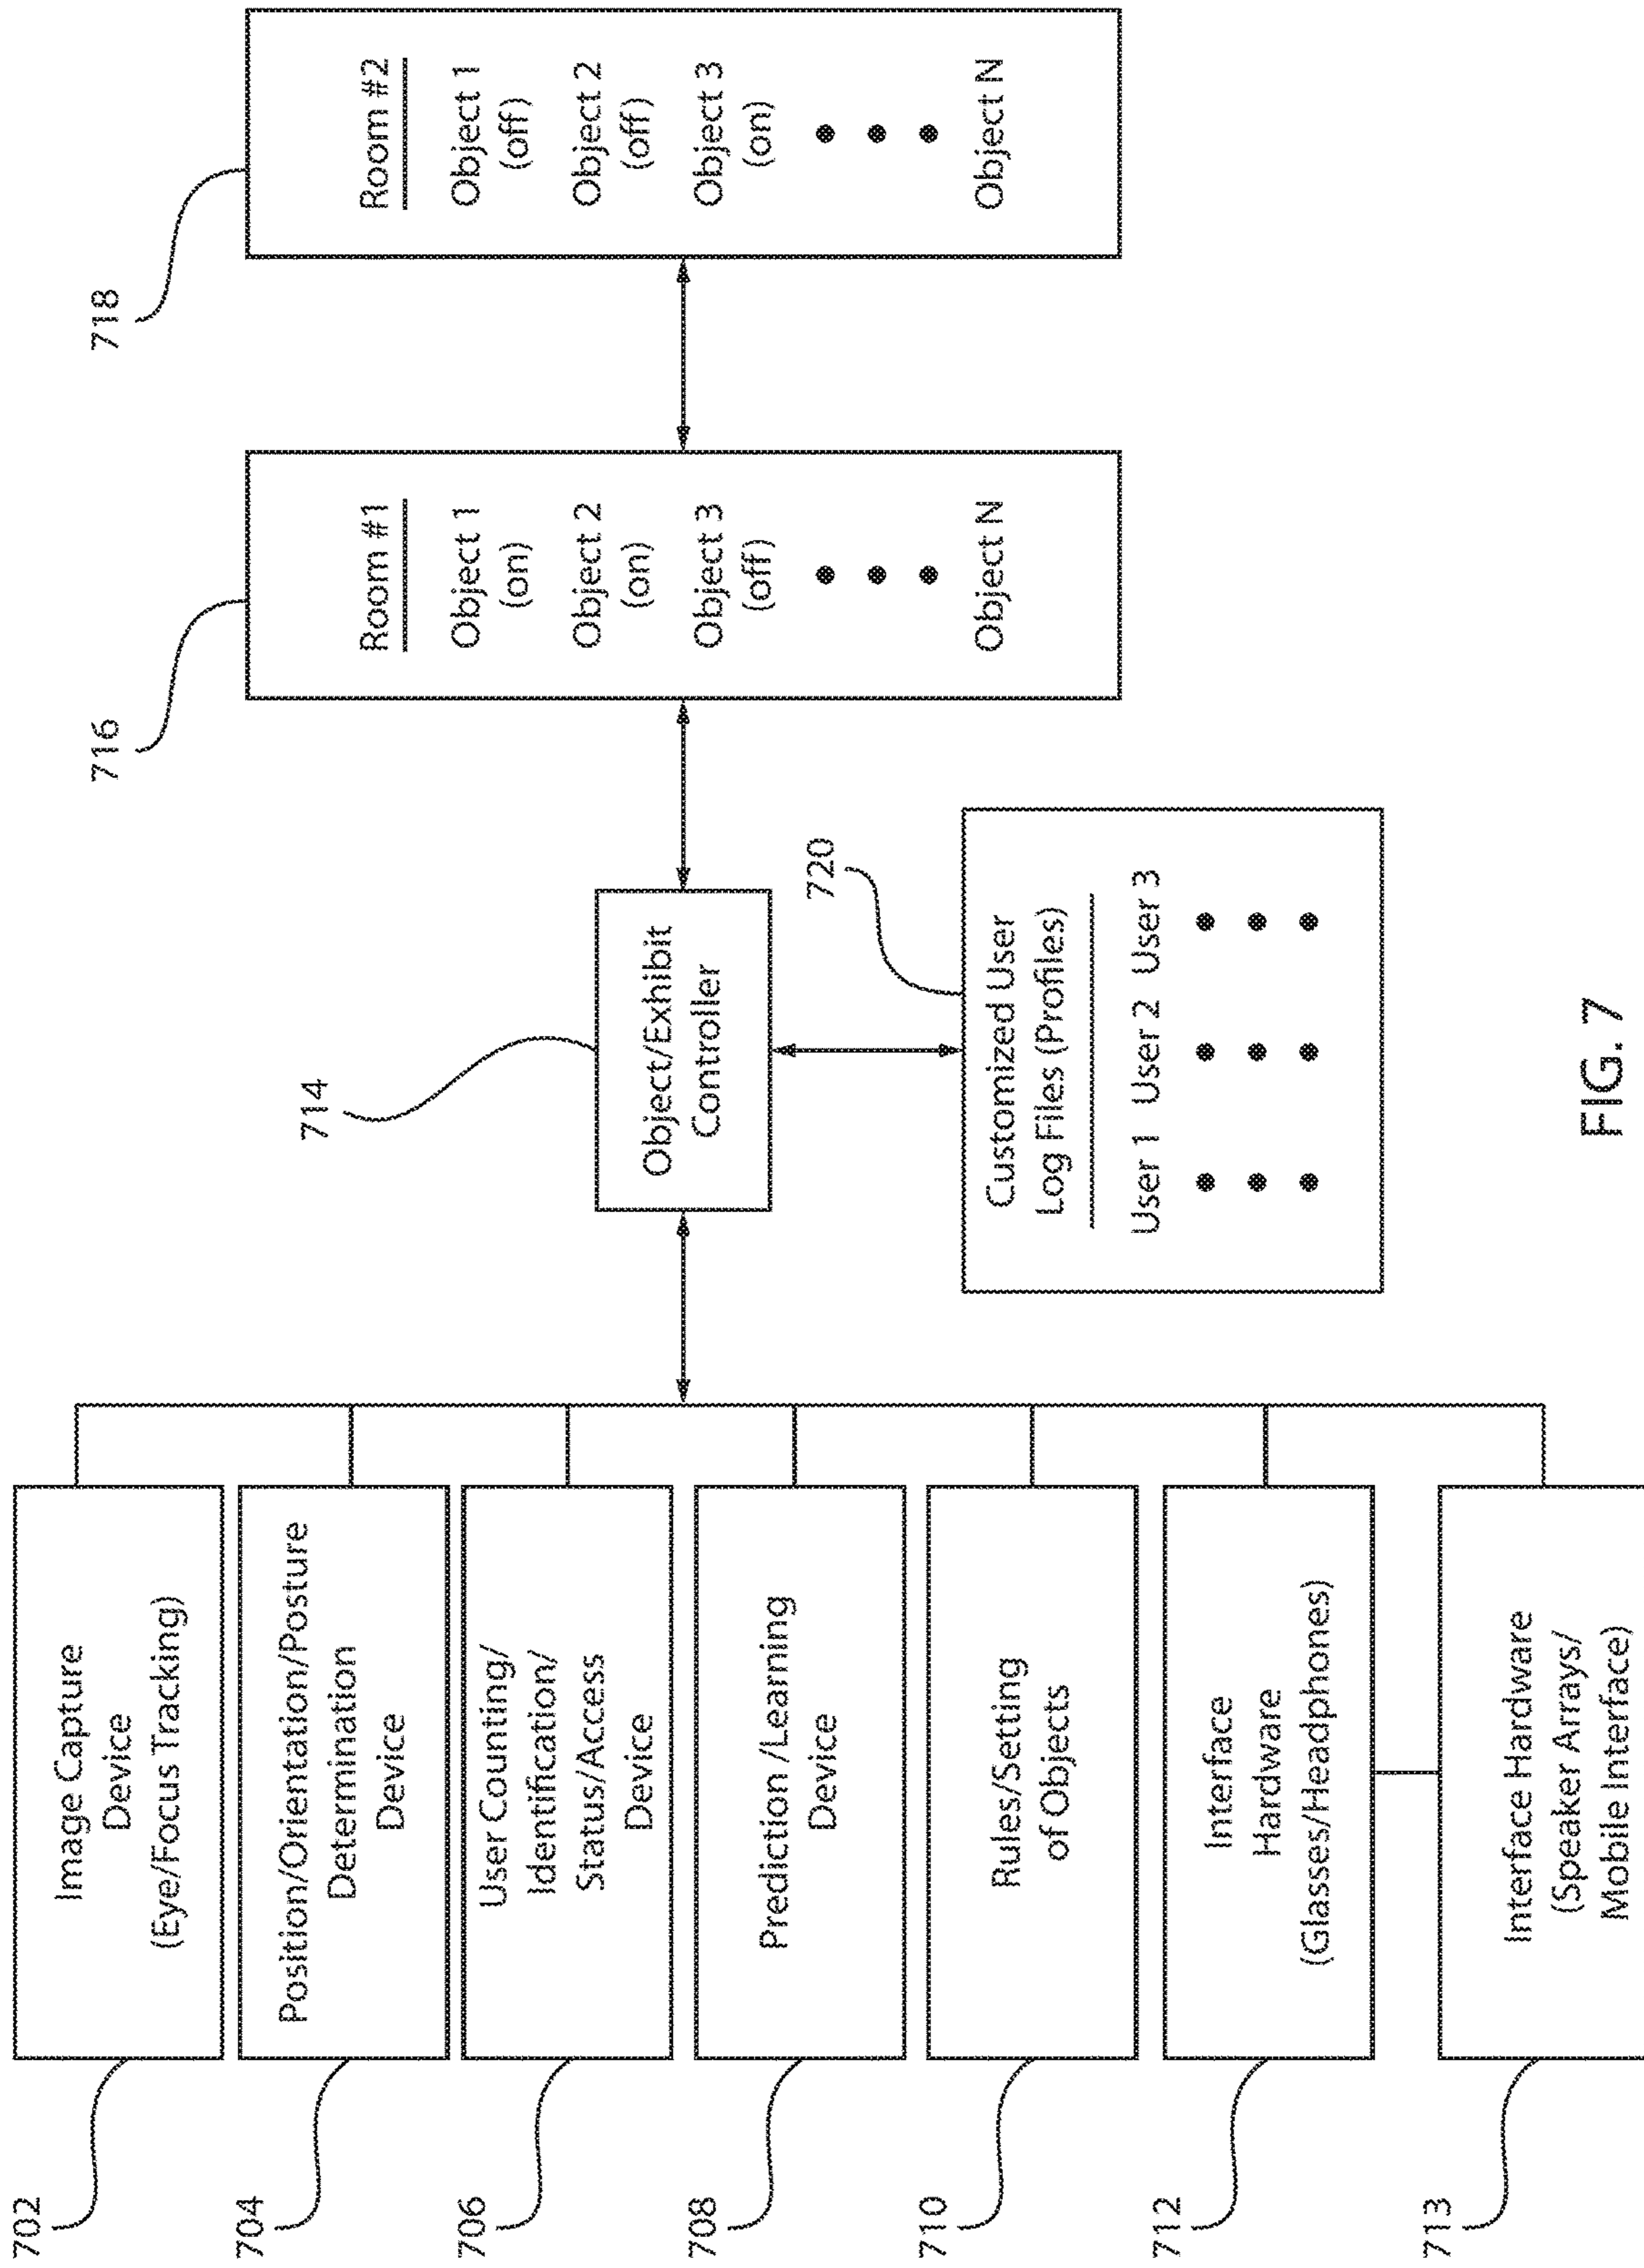 702
Image Capture
Device
(Eye/Focus Tracking)
704
Position/Orientation/Posture
Determination
Device
706
User Counting/
Identification/
Status/Access
Device
708
Prediction /Learning
Device
710
Rules/Setting
of Objects
712
Interface
Hardware
(Glasses/Headphones)
713
Interface Hardware
(Speaker Arrays/
Mobile Interface)
714
Object/Exhibit
Controller
720
Customized User
Log Files (Profiles)
User 1 User 2 User 3
716
Room #1
Object 1
(on)
Object 2
(on)
Object 3
(off)
Object N
718
Room #2
Object 1
(off)
Object 2
(off)
Object 3
(on)
Object N
FIG. 7